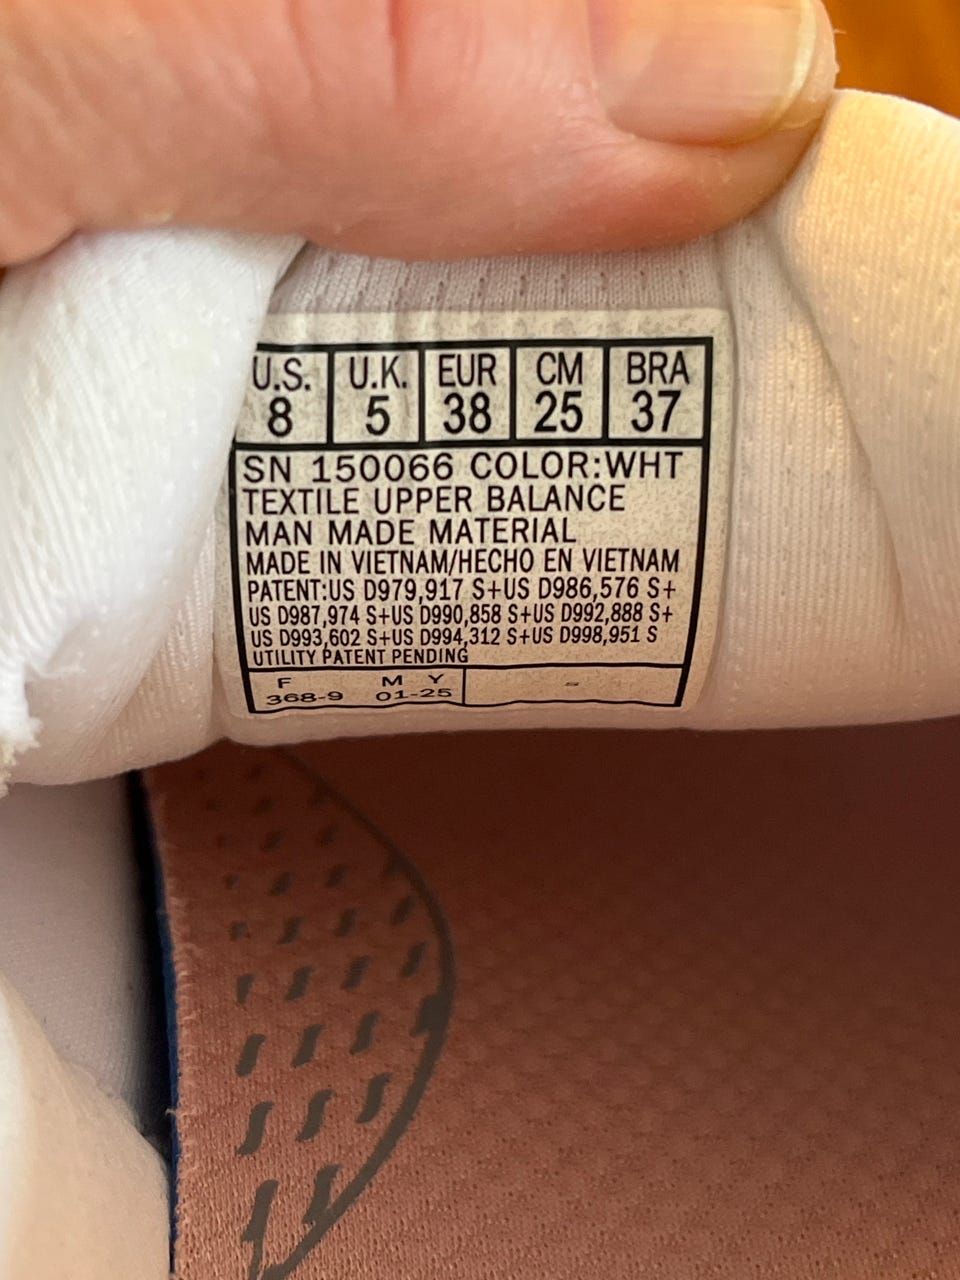 U.S. U.K. EUR CM BRA
8 5 38 25 37
SN 150066 COLOR:WHT
TEXTILE UPPER BALANCE
MAN MADE MATERIAL
MADE IN VIETNAM/HECHO EN VIETNAM
PATENT:US D979,917 S+US D986,576 S+
US D987,974 S+US D990,858 S+US D992,888 S+
US D993,602 S+US D994,312 S+US D998,951 S
UTILITY PATENT PENDING
F M Y
368-9 01-25